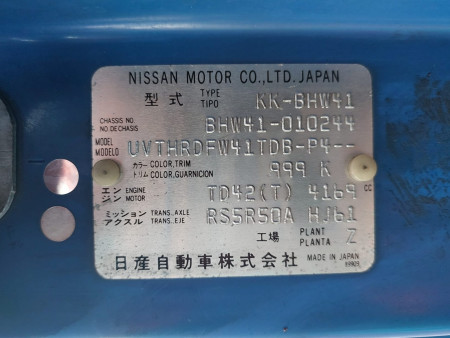 NISSAN MOTOR CO.,LTD. JAPAN
型式 TYPE TIPO KK-BHW41
CHASSIS NO. NO.DE CHASIS BHW41-010244
MODEL MODELO UVTHRDFW41TDB-P4--
カラー COLOR,TRIM トリム COLOR,GUARNICION 999 K
エンジン ENGINE MOTOR TD42(T) 4169 cc
ミッション TRANS. AXLE アクスル TRANS. EJE RS5R50A HJ61
工場 PLANT PLANTA Z
日産自動車株式会社 MADE IN JAPAN